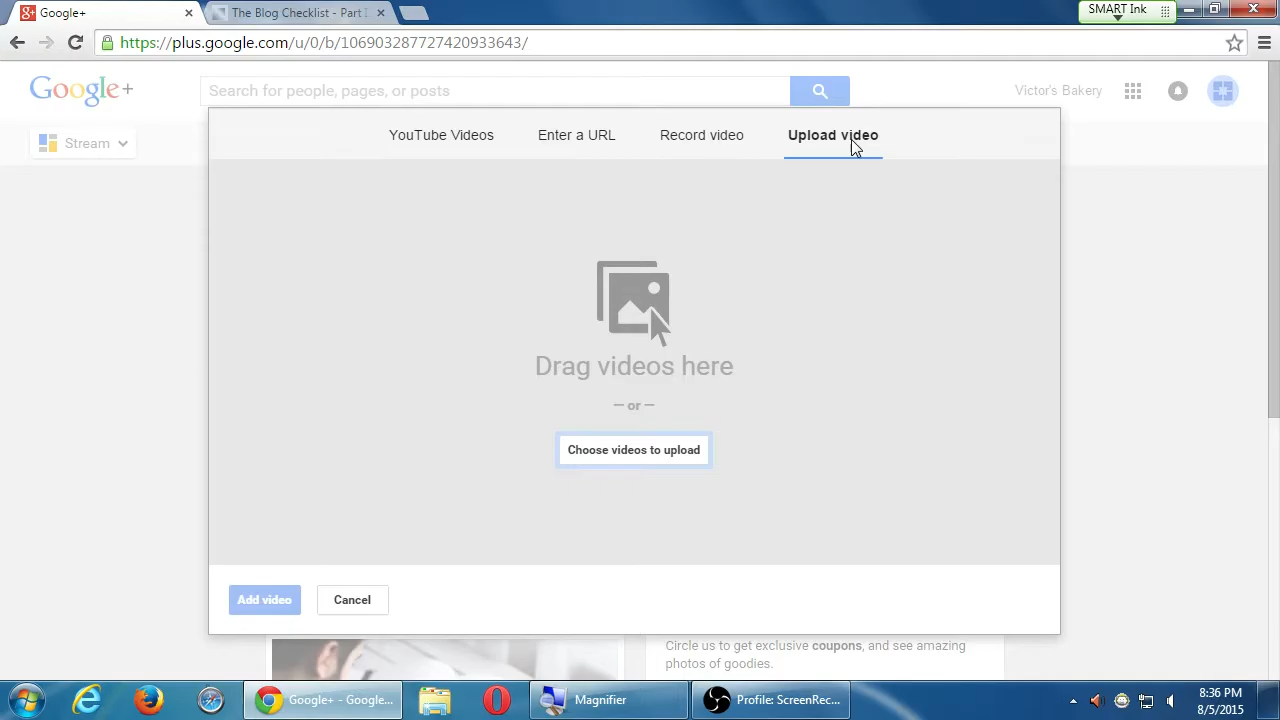 Google+
The Blog Checklist - Part I
SMART Ink
https://plus.google.com/u/0/b/106903287727420933643/
Google+
Search for people, pages, or posts
Victor's Bakery
Stream
YouTube Videos
Enter a URL
Record video
Upload video
Drag videos here
— or —
Choose videos to upload
Add video
Cancel
Circle us to get exclusive coupons, and see amazing
photos of goodies.
Google+ - Google...
Magnifier
Profile: ScreenRec...
8:36 PM
8/5/2015